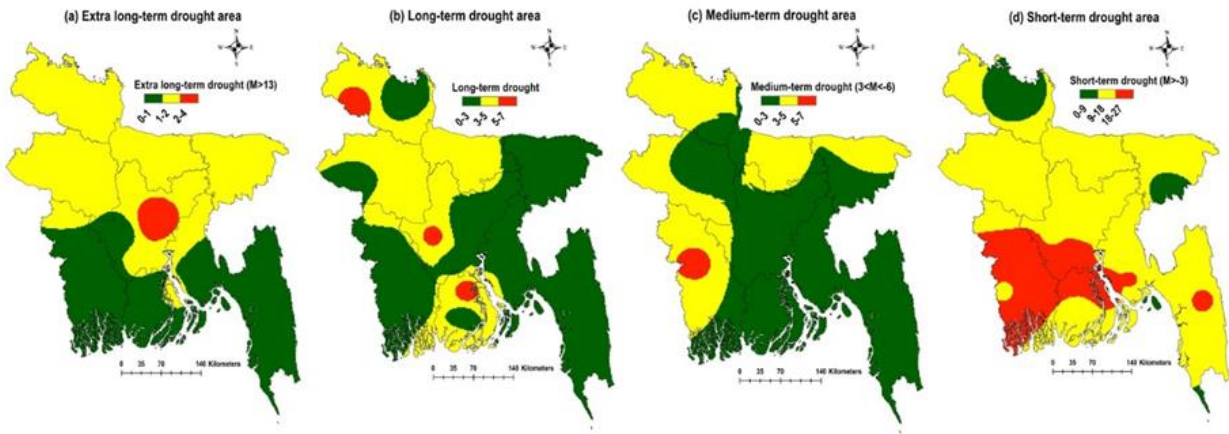 (a) Extra long-term drought area
N
W E
S
Extra long-term drought (M>13)
0-1 1-2 2-4
0 35 70 140 Kilometers
(b) Long-term drought area
N
W E
S
Long-term drought
0-3 3-5 5-7
0 35 70 140 Kilometers
(c) Medium-term drought area
N
W E
S
Medium-term drought (3<M<-6)
0-3 3-5 5-7
0 35 70 140 Kilometers
(d) Short-term drought area
N
W E
S
Short-term drought (M>-3)
0-9 9-18 18-27
0 35 70 140 Kilometers